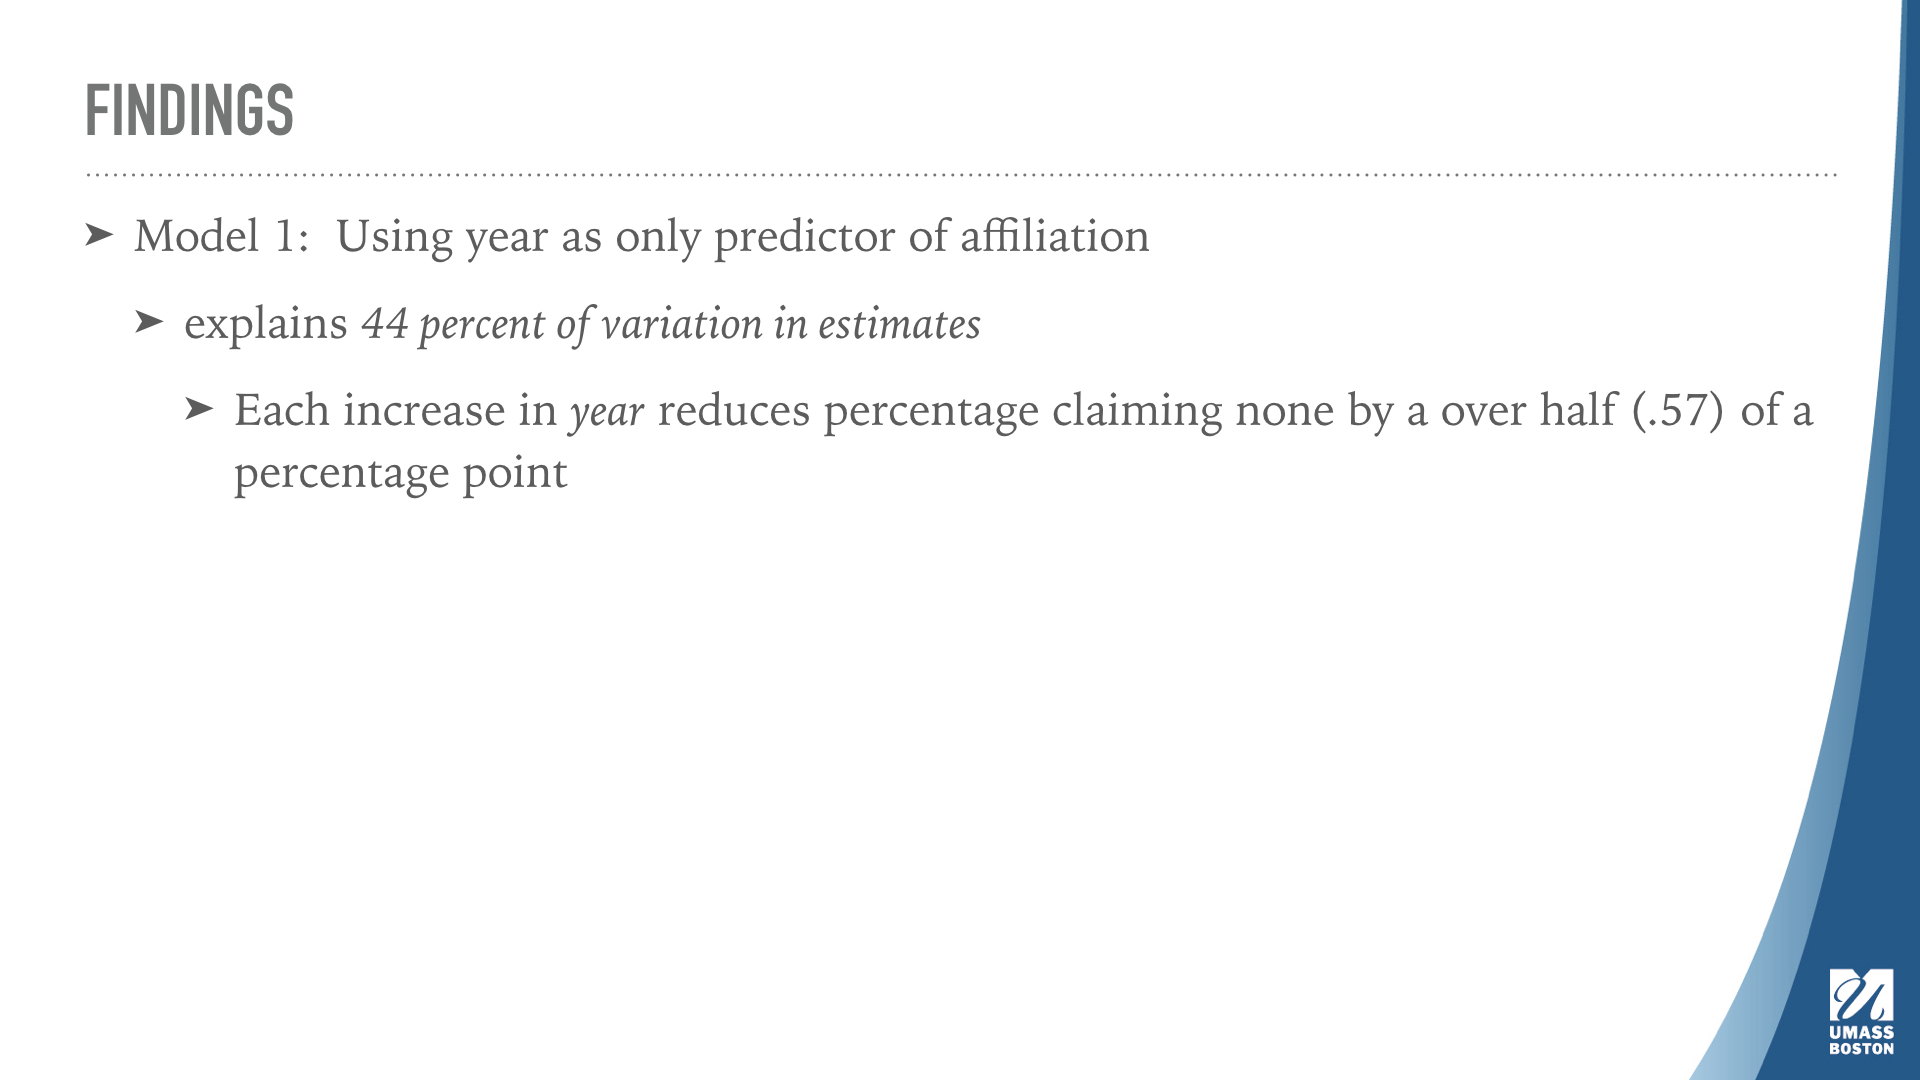 FINDINGS
➤ Model 1:  Using year as only predictor of affiliation
➤ explains 44 percent of variation in estimates
➤ Each increase in year reduces percentage claiming none by a over half (.57) of a
percentage point
UMASS
BOSTON